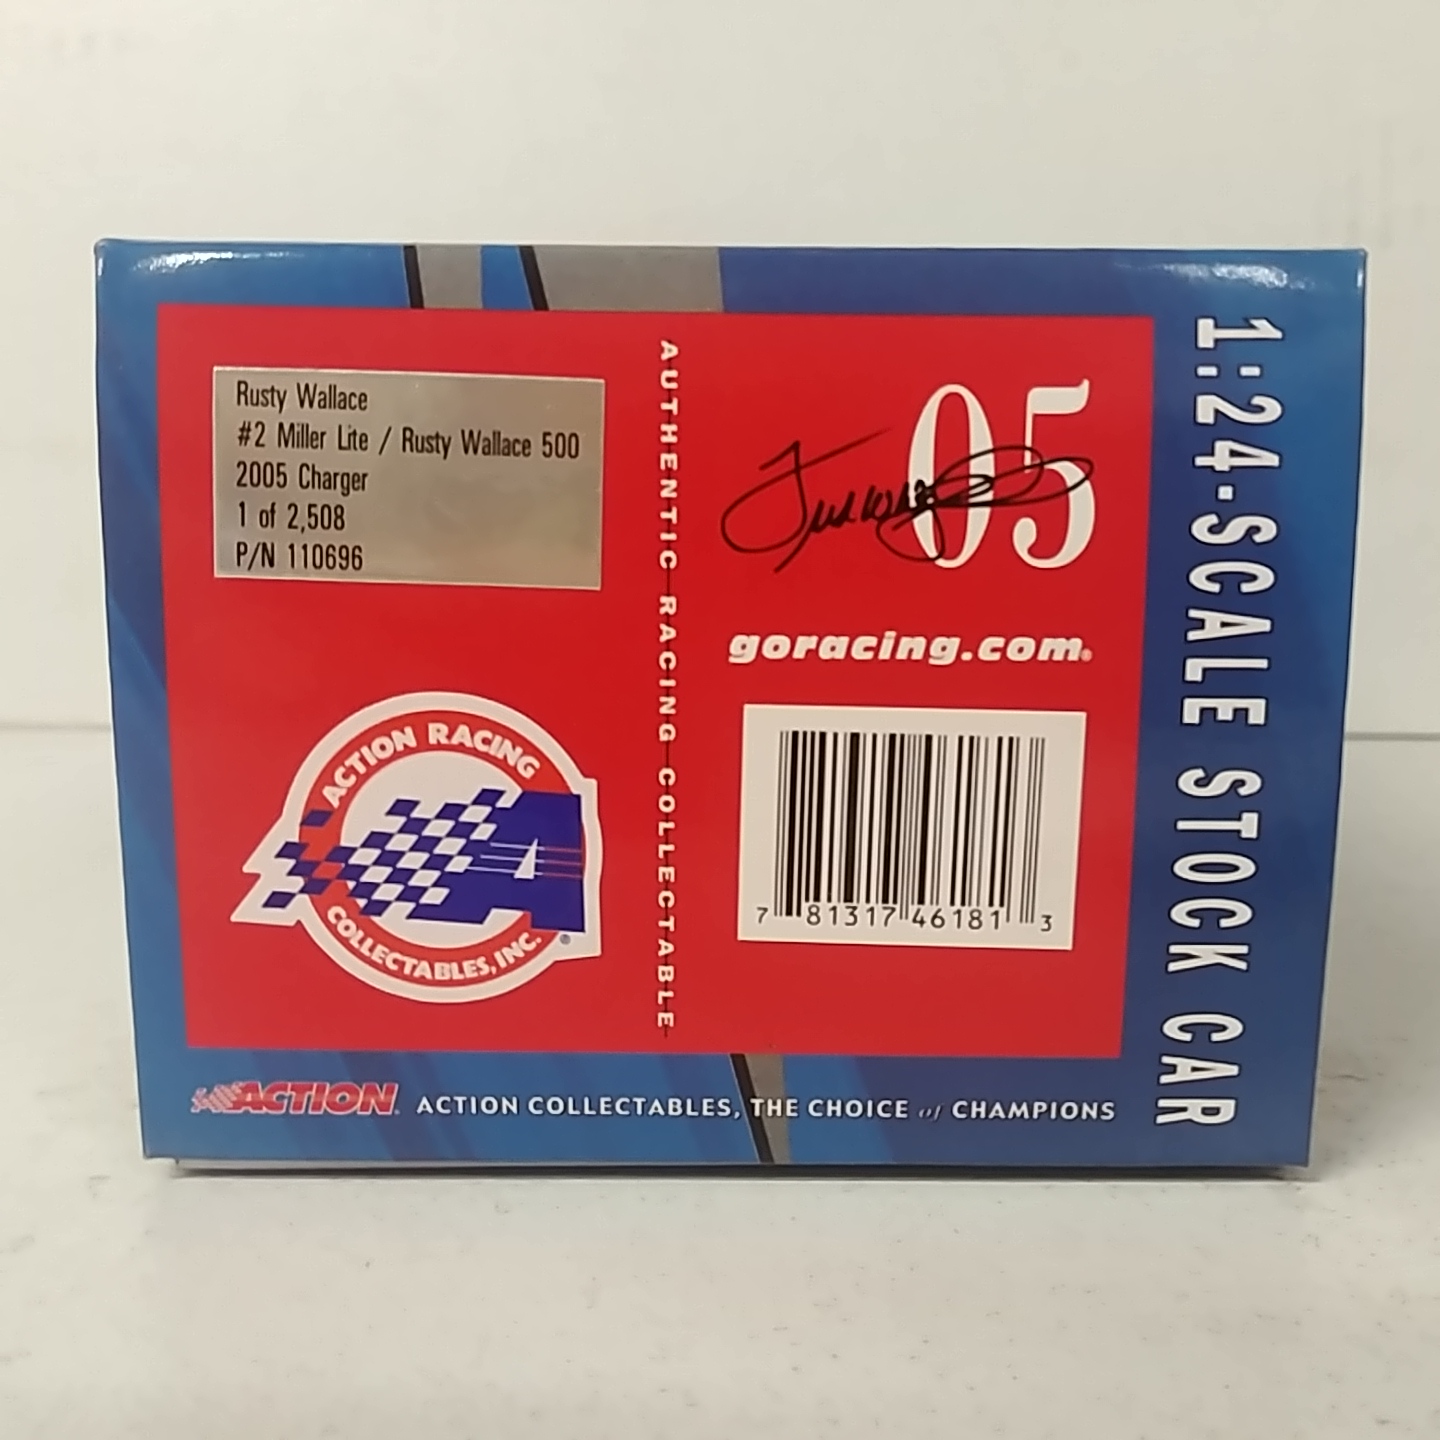 Rusty Wallace
#2 Miller Lite / Rusty Wallace 500
2005 Charger
1 of 2,508
P/N 110696
ACTION RACING
COLLECTABLES, INC.
AUTHENTIC RACING COLLECTABLE
05
goracing.com®
7 81317 46181 3
1:24-SCALE STOCK CAR
ACTION
ACTION COLLECTABLES, THE CHOICE of CHAMPIONS